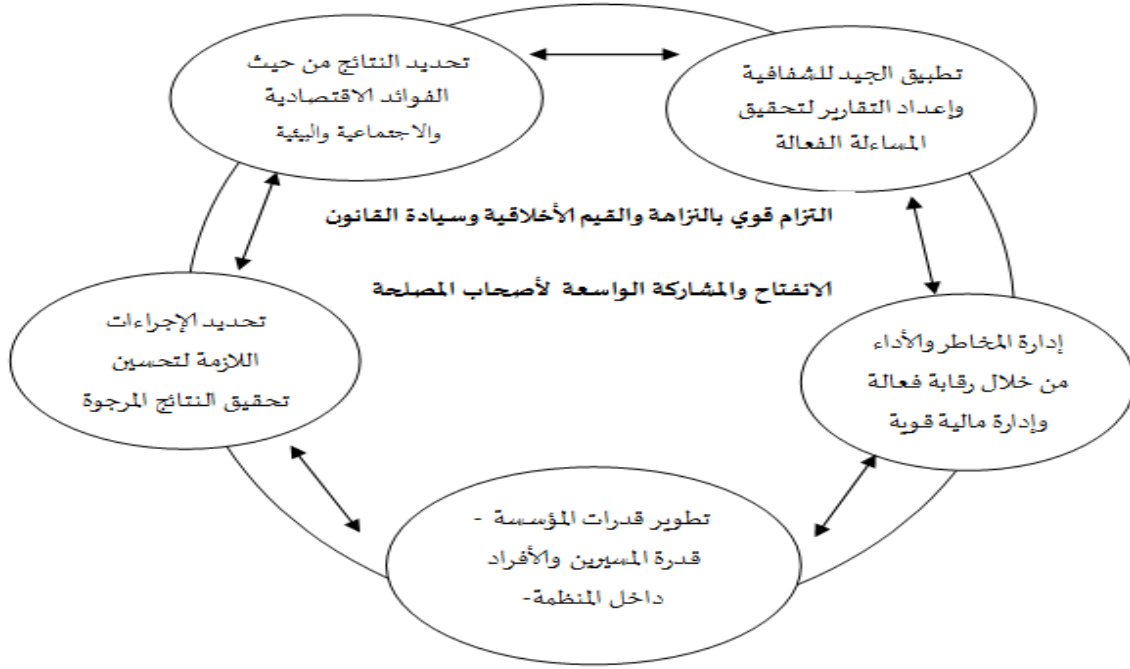 تطبيق الجيد للشفافية
وإعداد التقارير لتحقيق
المساءلة الفعالة
تحديد النتائج من حيث
الفوائد الاقتصادية
والاجتماعية والبيئية
التزام قوي بالنزاهة والقيم الأخلاقية وسيادة القانون
الانفتاح والمشاركة الواسعة لأصحاب المصلحة
إدارة المخاطر والأداء
من خلال رقابة فعالة
وإدارة مالية قوية
تحديد الإجراءات
اللازمة لتحسين
تحقيق النتائج المرجوة
تطوير قدرات المؤسسة -
قدرة المسيرين والأفراد
داخل المنظمة-